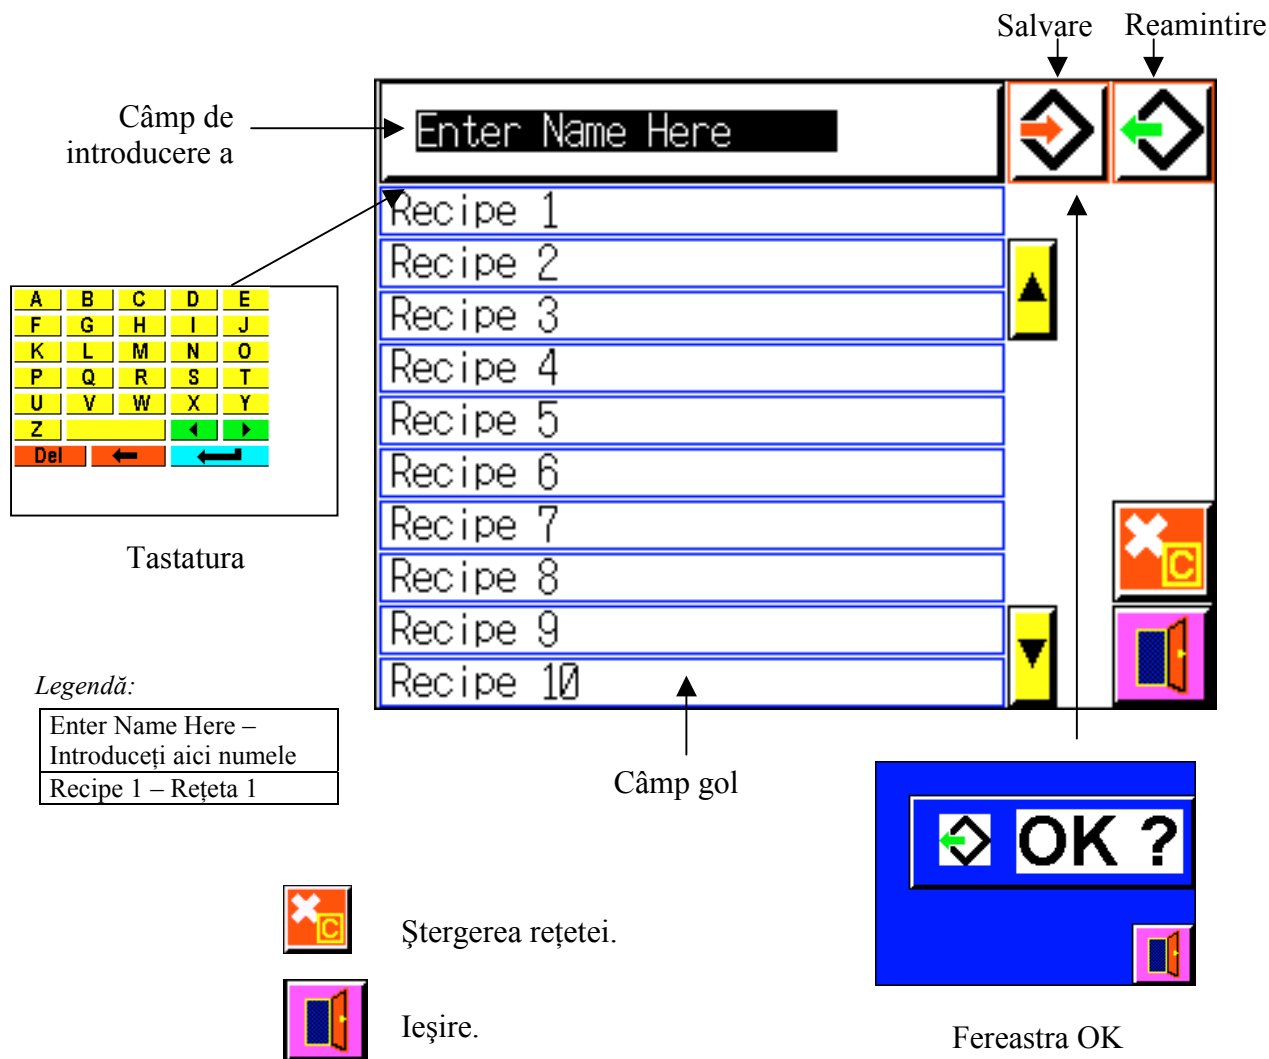 Salvare Reamintire
Câmp de
introducere a
Enter Name Here
Recipe 1
Recipe 2
Recipe 3
Recipe 4
Recipe 5
Recipe 6
Recipe 7
Recipe 8
Recipe 9
Recipe 10
A B C D E
F G H I J
K L M N O
P Q R S T
U V W X Y
Z
Del
Tastatura
C
Legendă:
Enter Name Here –
Introduceți aici numele
Recipe 1 – Rețeta 1
Câmp gol
OK ?
C
Ştergerea rețetei.
Ieşire.
Fereastra OK